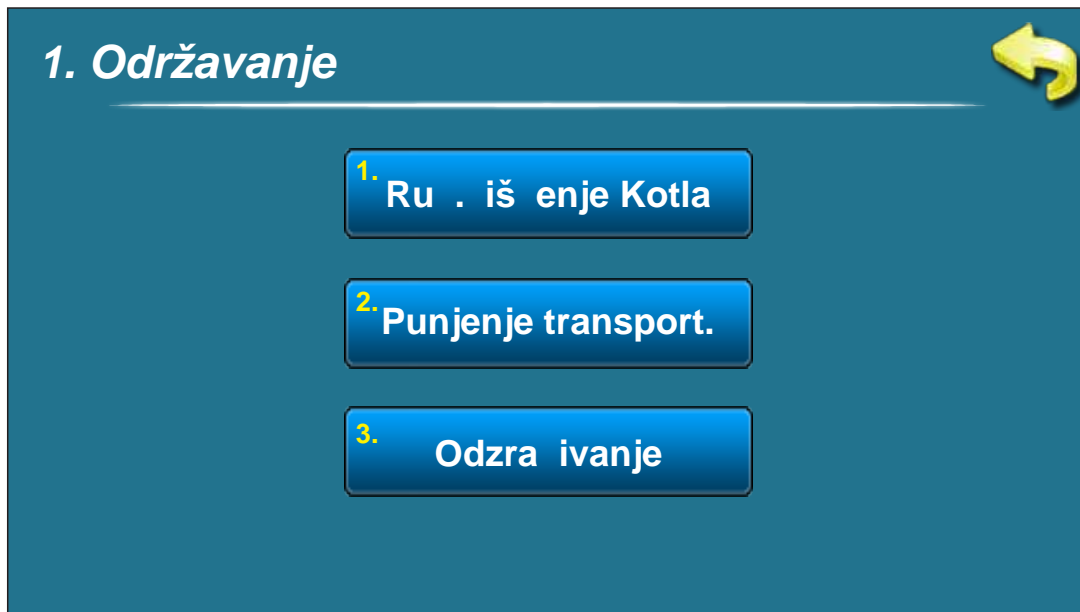 1. Održavanje
1.
Ru . iš enje Kotla
2.
Punjenje transport.
3.
Odzra ivanje